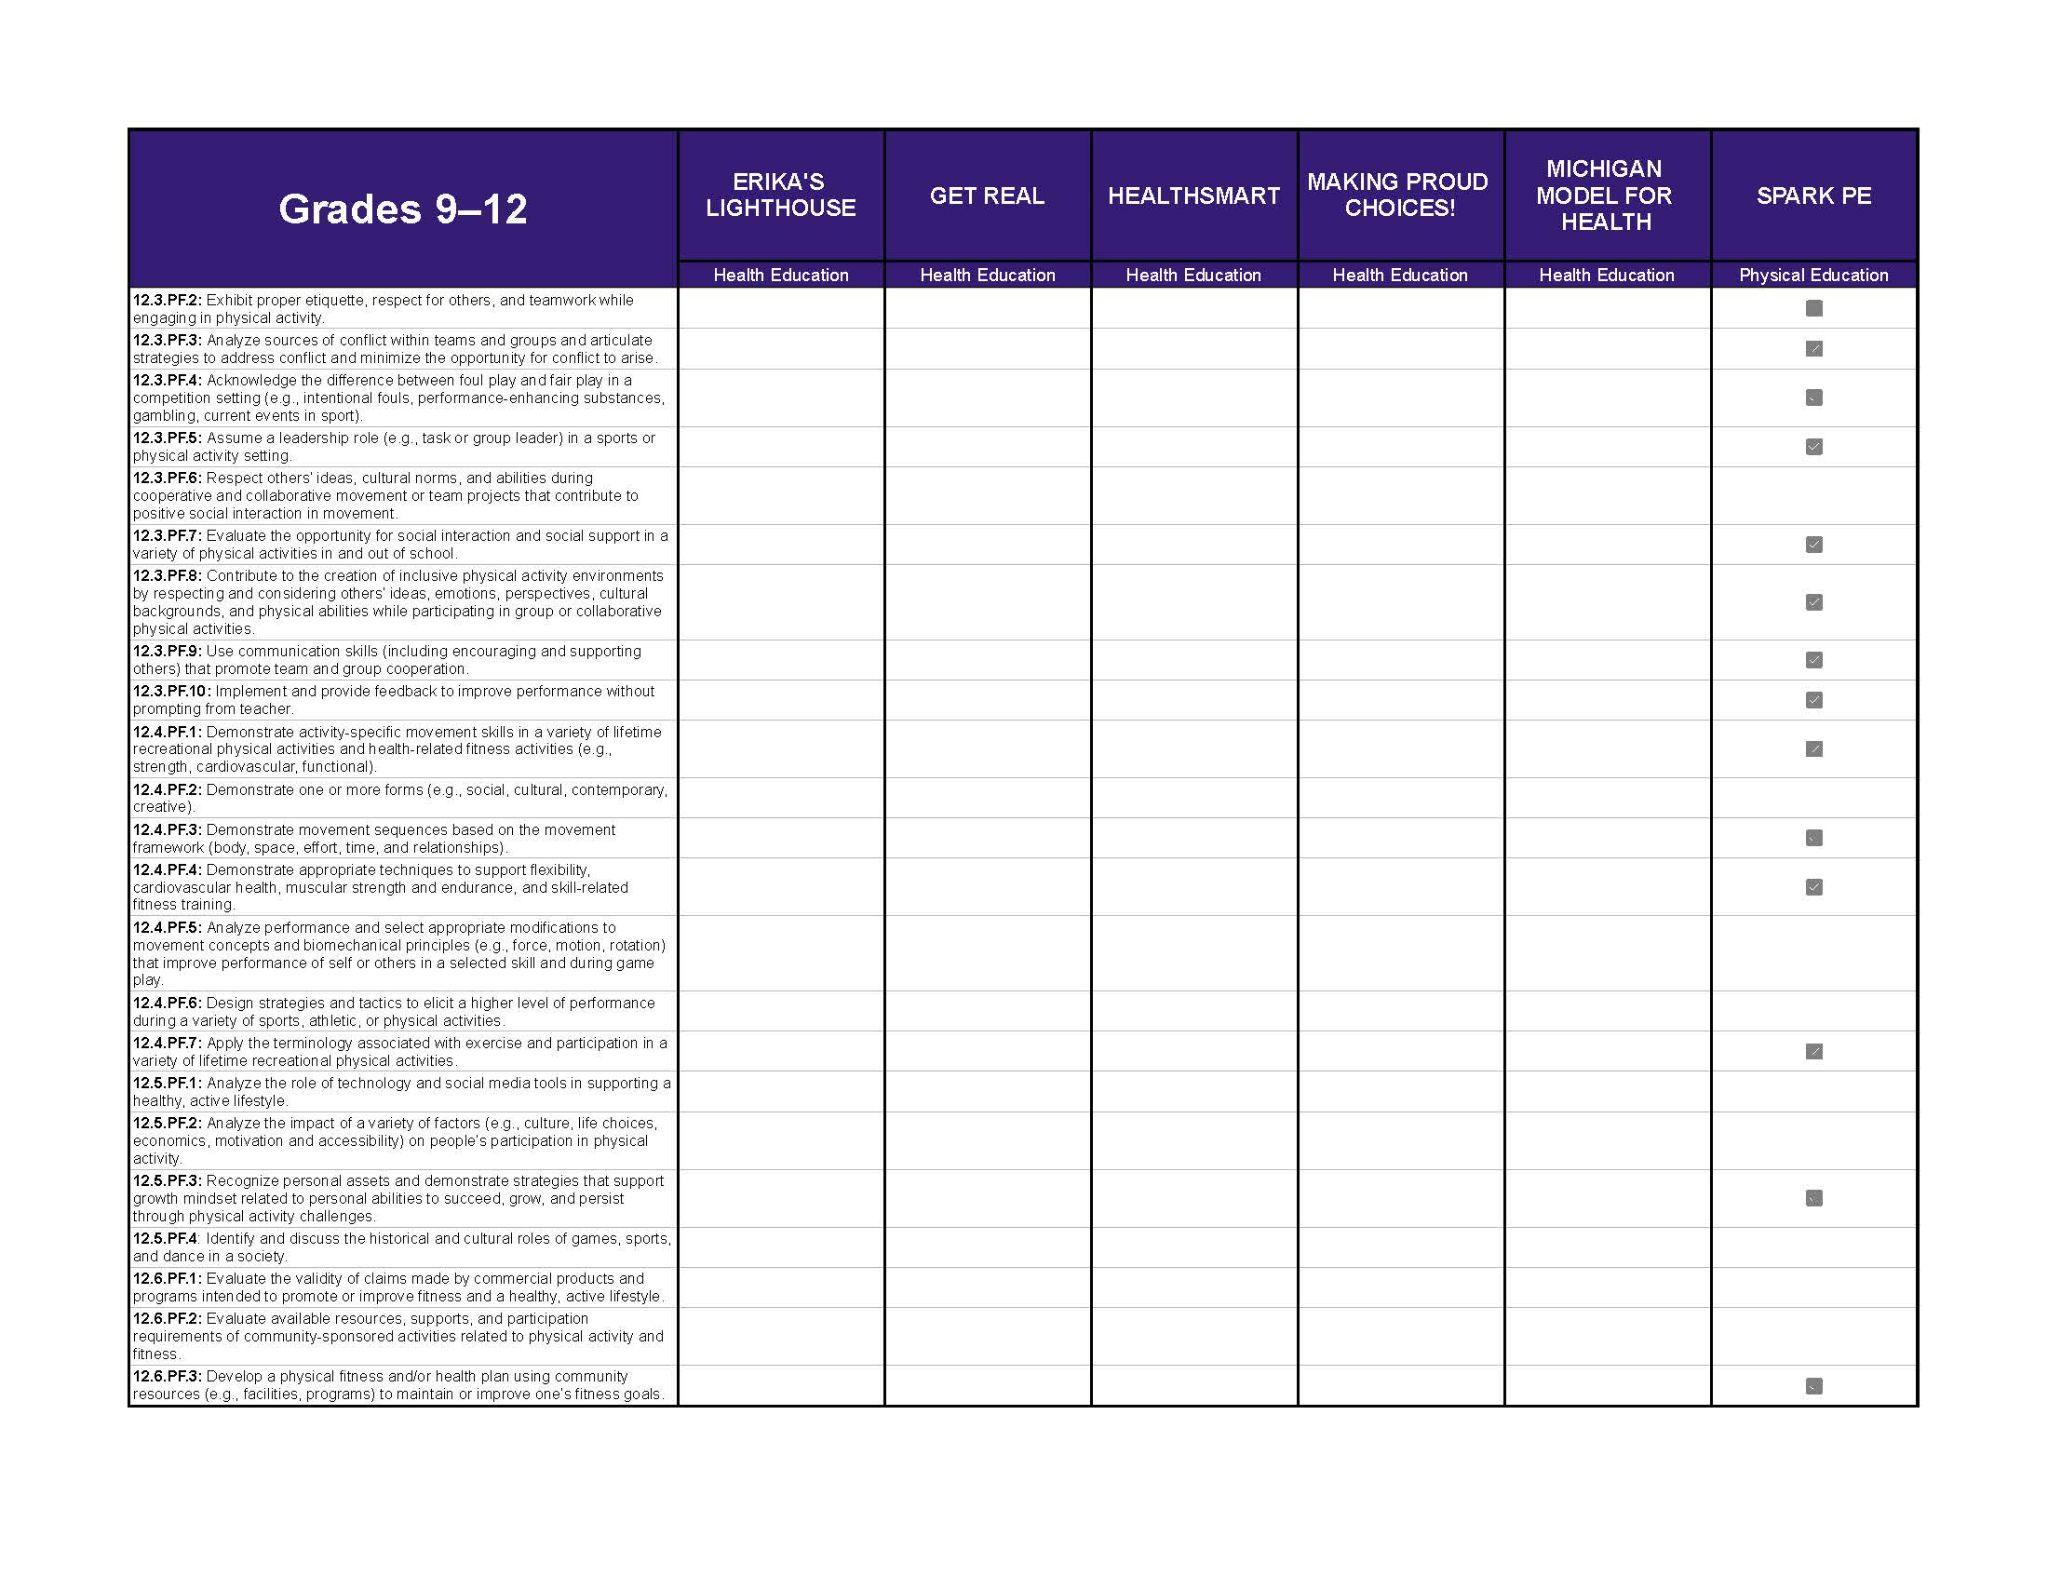 Grades 9–12
ERIKA'S
LIGHTHOUSE
GET REAL
HEALTHSMART
MAKING PROUD
CHOICES!
MICHIGAN
MODEL FOR
HEALTH
SPARK PE
Health Education
Health Education
Health Education
Health Education
Health Education
Physical Education
12.3.PF.2: Exhibit proper etiquette, respect for others, and teamwork while
engaging in physical activity.
12.3.PF.3: Analyze sources of conflict within teams and groups and articulate
strategies to address conflict and minimize the opportunity for conflict to arise.
12.3.PF.4: Acknowledge the difference between foul play and fair play in a
competition setting (e.g., intentional fouls, performance-enhancing substances,
gambling, current events in sport).
12.3.PF.5: Assume a leadership role (e.g., task or group leader) in a sports or
physical activity setting.
12.3.PF.6: Respect others' ideas, cultural norms, and abilities during
cooperative and collaborative movement or team projects that contribute to
positive social interaction in movement.
12.3.PF.7: Evaluate the opportunity for social interaction and social support in a
variety of physical activities in and out of school.
12.3.PF.8: Contribute to the creation of inclusive physical activity environments
by respecting and considering others' ideas, emotions, perspectives, cultural
backgrounds, and physical abilities while participating in group or collaborative
physical activities.
12.3.PF.9: Use communication skills (including encouraging and supporting
others) that promote team and group cooperation.
12.3.PF.10: Implement and provide feedback to improve performance without
prompting from teacher.
12.4.PF.1: Demonstrate activity-specific movement skills in a variety of lifetime
recreational physical activities and health-related fitness activities (e.g.,
strength, cardiovascular, functional).
12.4.PF.2: Demonstrate one or more forms (e.g., social, cultural, contemporary,
creative).
12.4.PF.3: Demonstrate movement sequences based on the movement
framework (body, space, effort, time, and relationships).
12.4.PF.4: Demonstrate appropriate techniques to support flexibility,
cardiovascular health, muscular strength and endurance, and skill-related
fitness training.
12.4.PF.5: Analyze performance and select appropriate modifications to
movement concepts and biomechanical principles (e.g., force, motion, rotation)
that improve performance of self or others in a selected skill and during game
play.
12.4.PF.6: Design strategies and tactics to elicit a higher level of performance
during a variety of sports, athletic, or physical activities.
12.4.PF.7: Apply the terminology associated with exercise and participation in a
variety of lifetime recreational physical activities.
12.5.PF.1: Analyze the role of technology and social media tools in supporting a
healthy, active lifestyle.
12.5.PF.2: Analyze the impact of a variety of factors (e.g., culture, life choices,
economics, motivation and accessibility) on people's participation in physical
activity.
12.5.PF.3: Recognize personal assets and demonstrate strategies that support
growth mindset related to personal abilities to succeed, grow, and persist
through physical activity challenges.
12.5.PF.4: Identify and discuss the historical and cultural roles of games, sports,
and dance in a society.
12.6.PF.1: Evaluate the validity of claims made by commercial products and
programs intended to promote or improve fitness and a healthy, active lifestyle.
12.6.PF.2: Evaluate available resources, supports, and participation
requirements of community-sponsored activities related to physical activity and
fitness.
12.6.PF.3: Develop a physical fitness and/or health plan using community
resources (e.g., facilities, programs) to maintain or improve one's fitness goals.